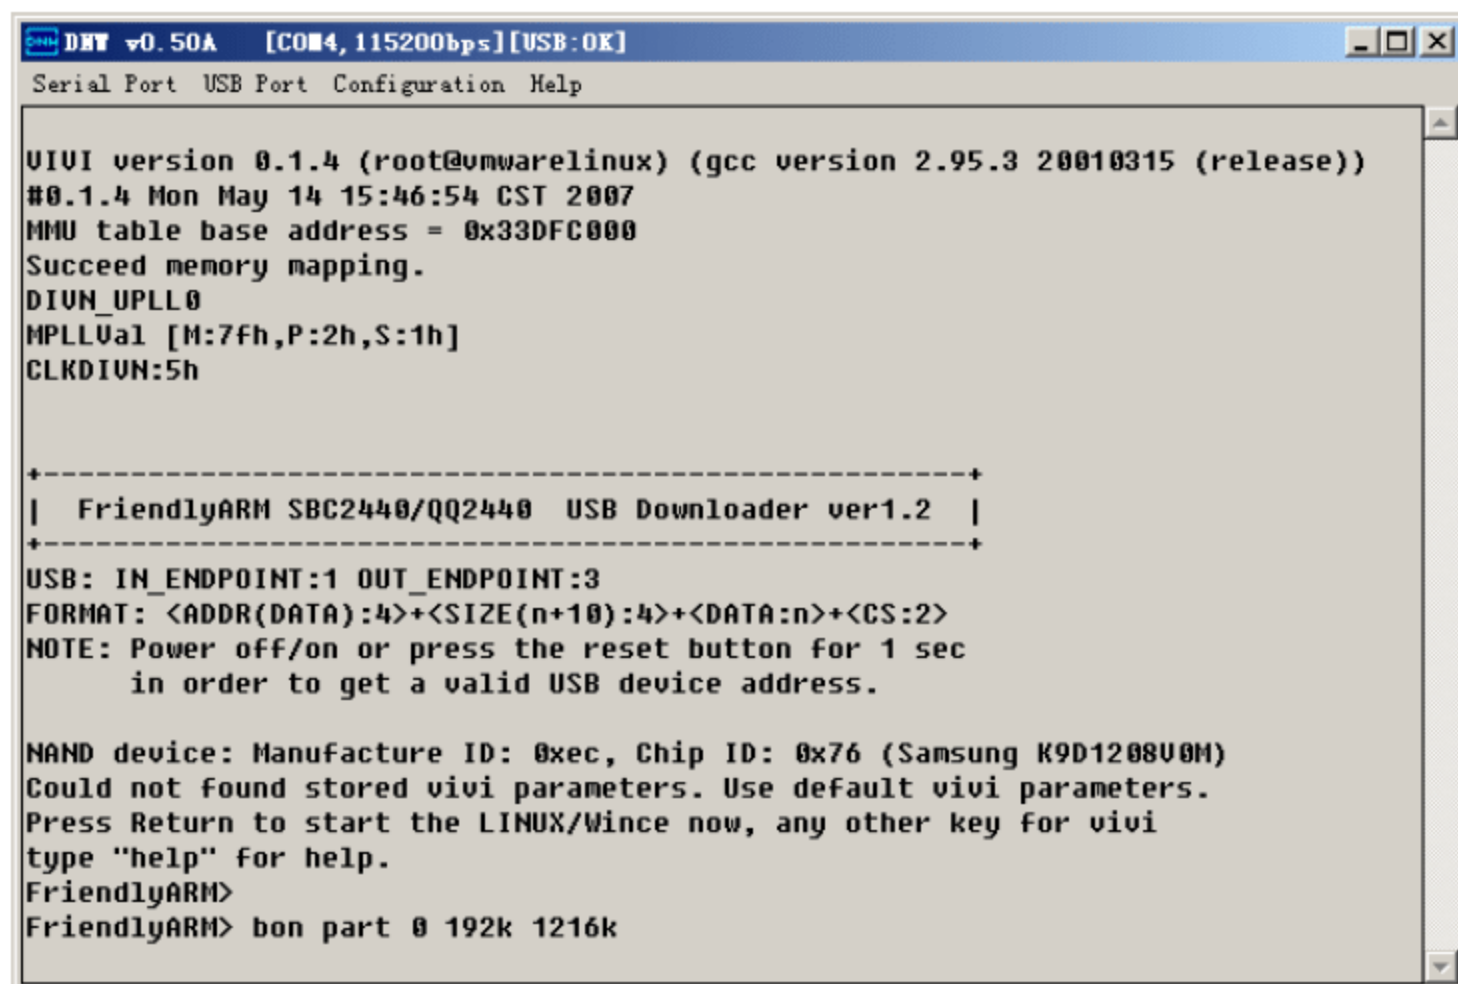 DNW v0.50A [COM4,115200bps][USB:OK]
Serial Port USB Port Configuration Help
VIVI version 0.1.4 (root@vmwarelinux) (gcc version 2.95.3 20010315 (release))
#0.1.4 Mon May 14 15:46:54 CST 2007
MMU table base address = 0x33DFC000
Succeed memory mapping.
DIVN_UPLL0
MPLLVal [M:7fh,P:2h,S:1h]
CLKDIVN:5h
+-----------------------------------------------------+
| FriendlyARM SBC2440/QQ2440 USB Downloader ver1.2 |
+-----------------------------------------------------+
USB: IN_ENDPOINT:1 OUT_ENDPOINT:3
FORMAT: <ADDR(DATA):4>+<SIZE(n+10):4>+<DATA:n>+<CS:2>
NOTE: Power off/on or press the reset button for 1 sec
in order to get a valid USB device address.
NAND device: Manufacture ID: 0xec, Chip ID: 0x76 (Samsung K9D1208V0M)
Could not found stored vivi parameters. Use default vivi parameters.
Press Return to start the LINUX/Wince now, any other key for vivi
type "help" for help.
FriendlyARM>
FriendlyARM> bon part 0 192k 1216k